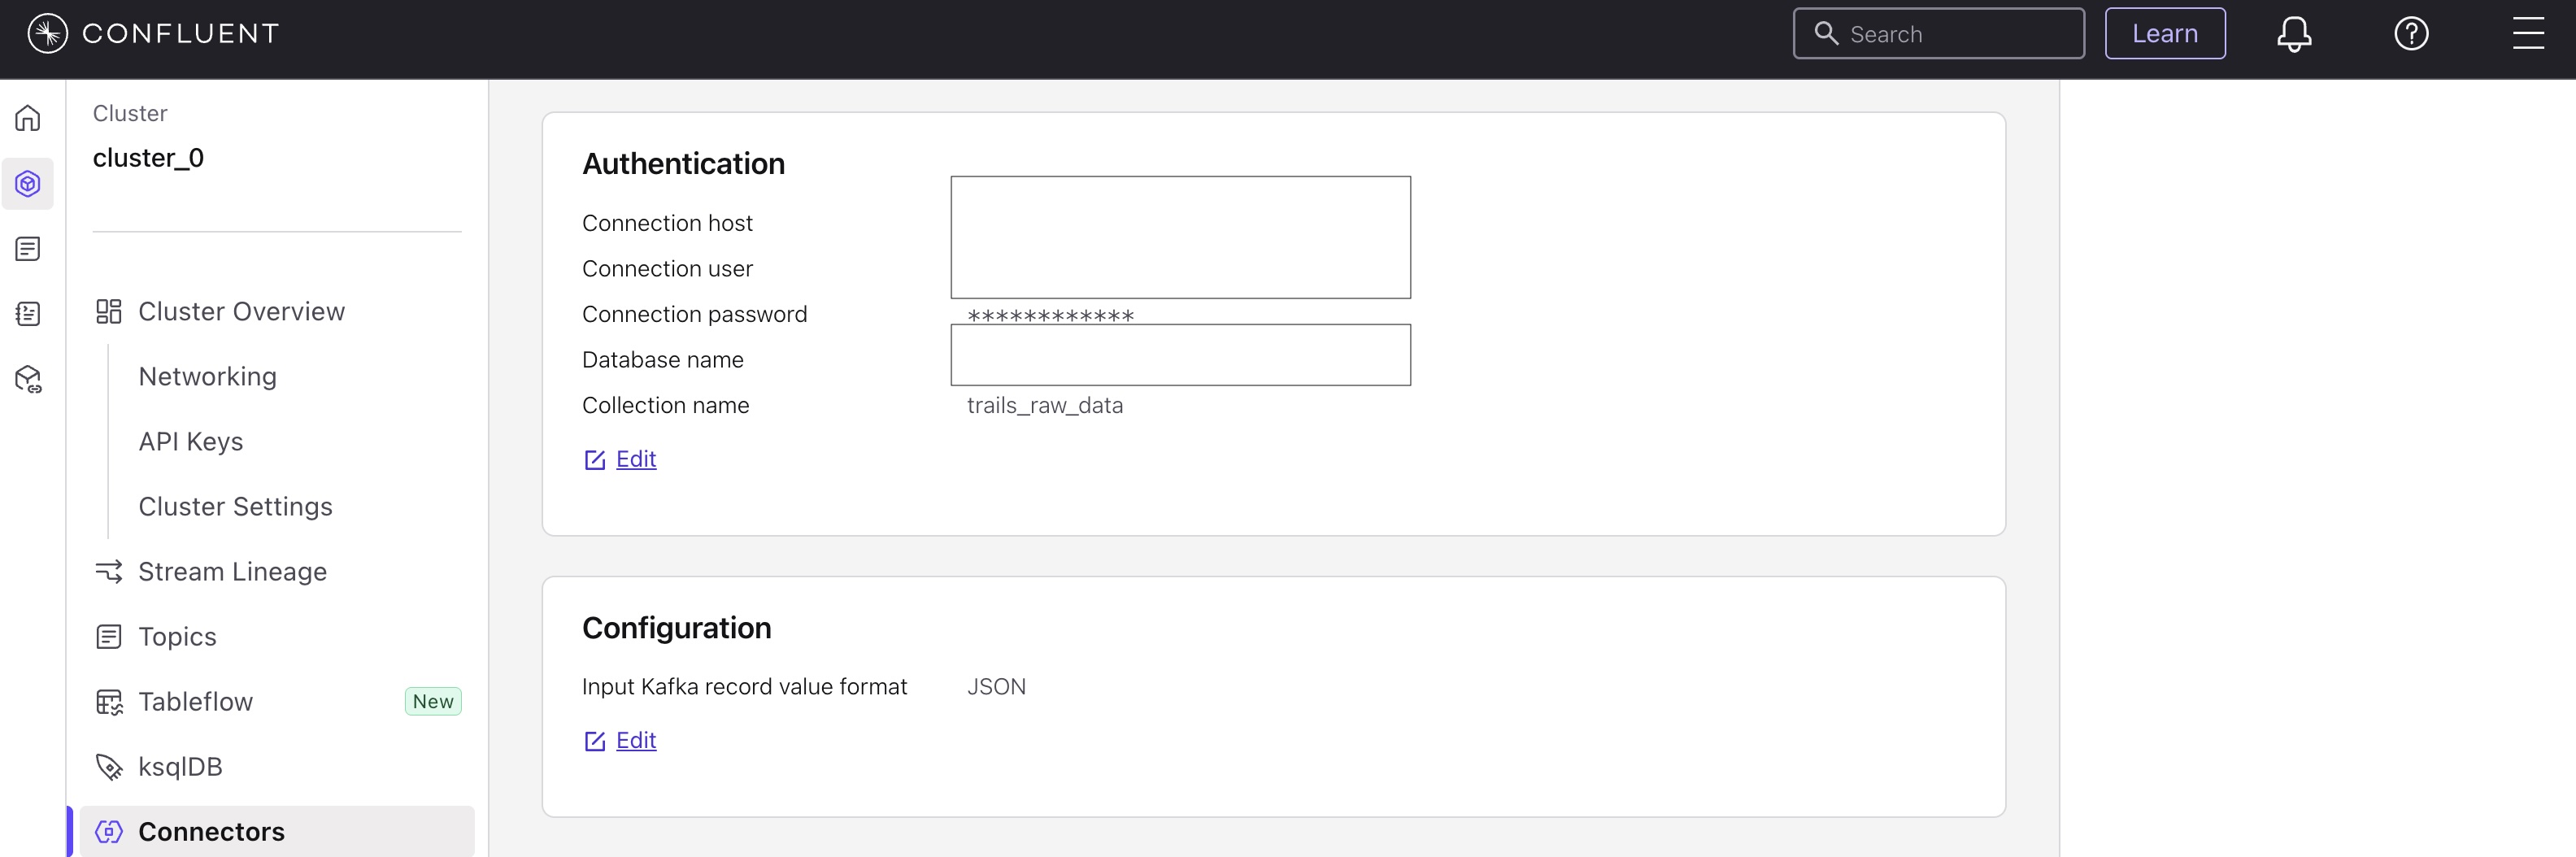 CONFLUENT
Search
Learn
Cluster
cluster_0
Cluster Overview
Networking
API Keys
Cluster Settings
Stream Lineage
Topics
Tableflow New
ksqlDB
Connectors
Authentication
Connection host
Connection user
Connection password ************
Database name
Collection name trails_raw_data
Edit
Configuration
Input Kafka record value format JSON
Edit